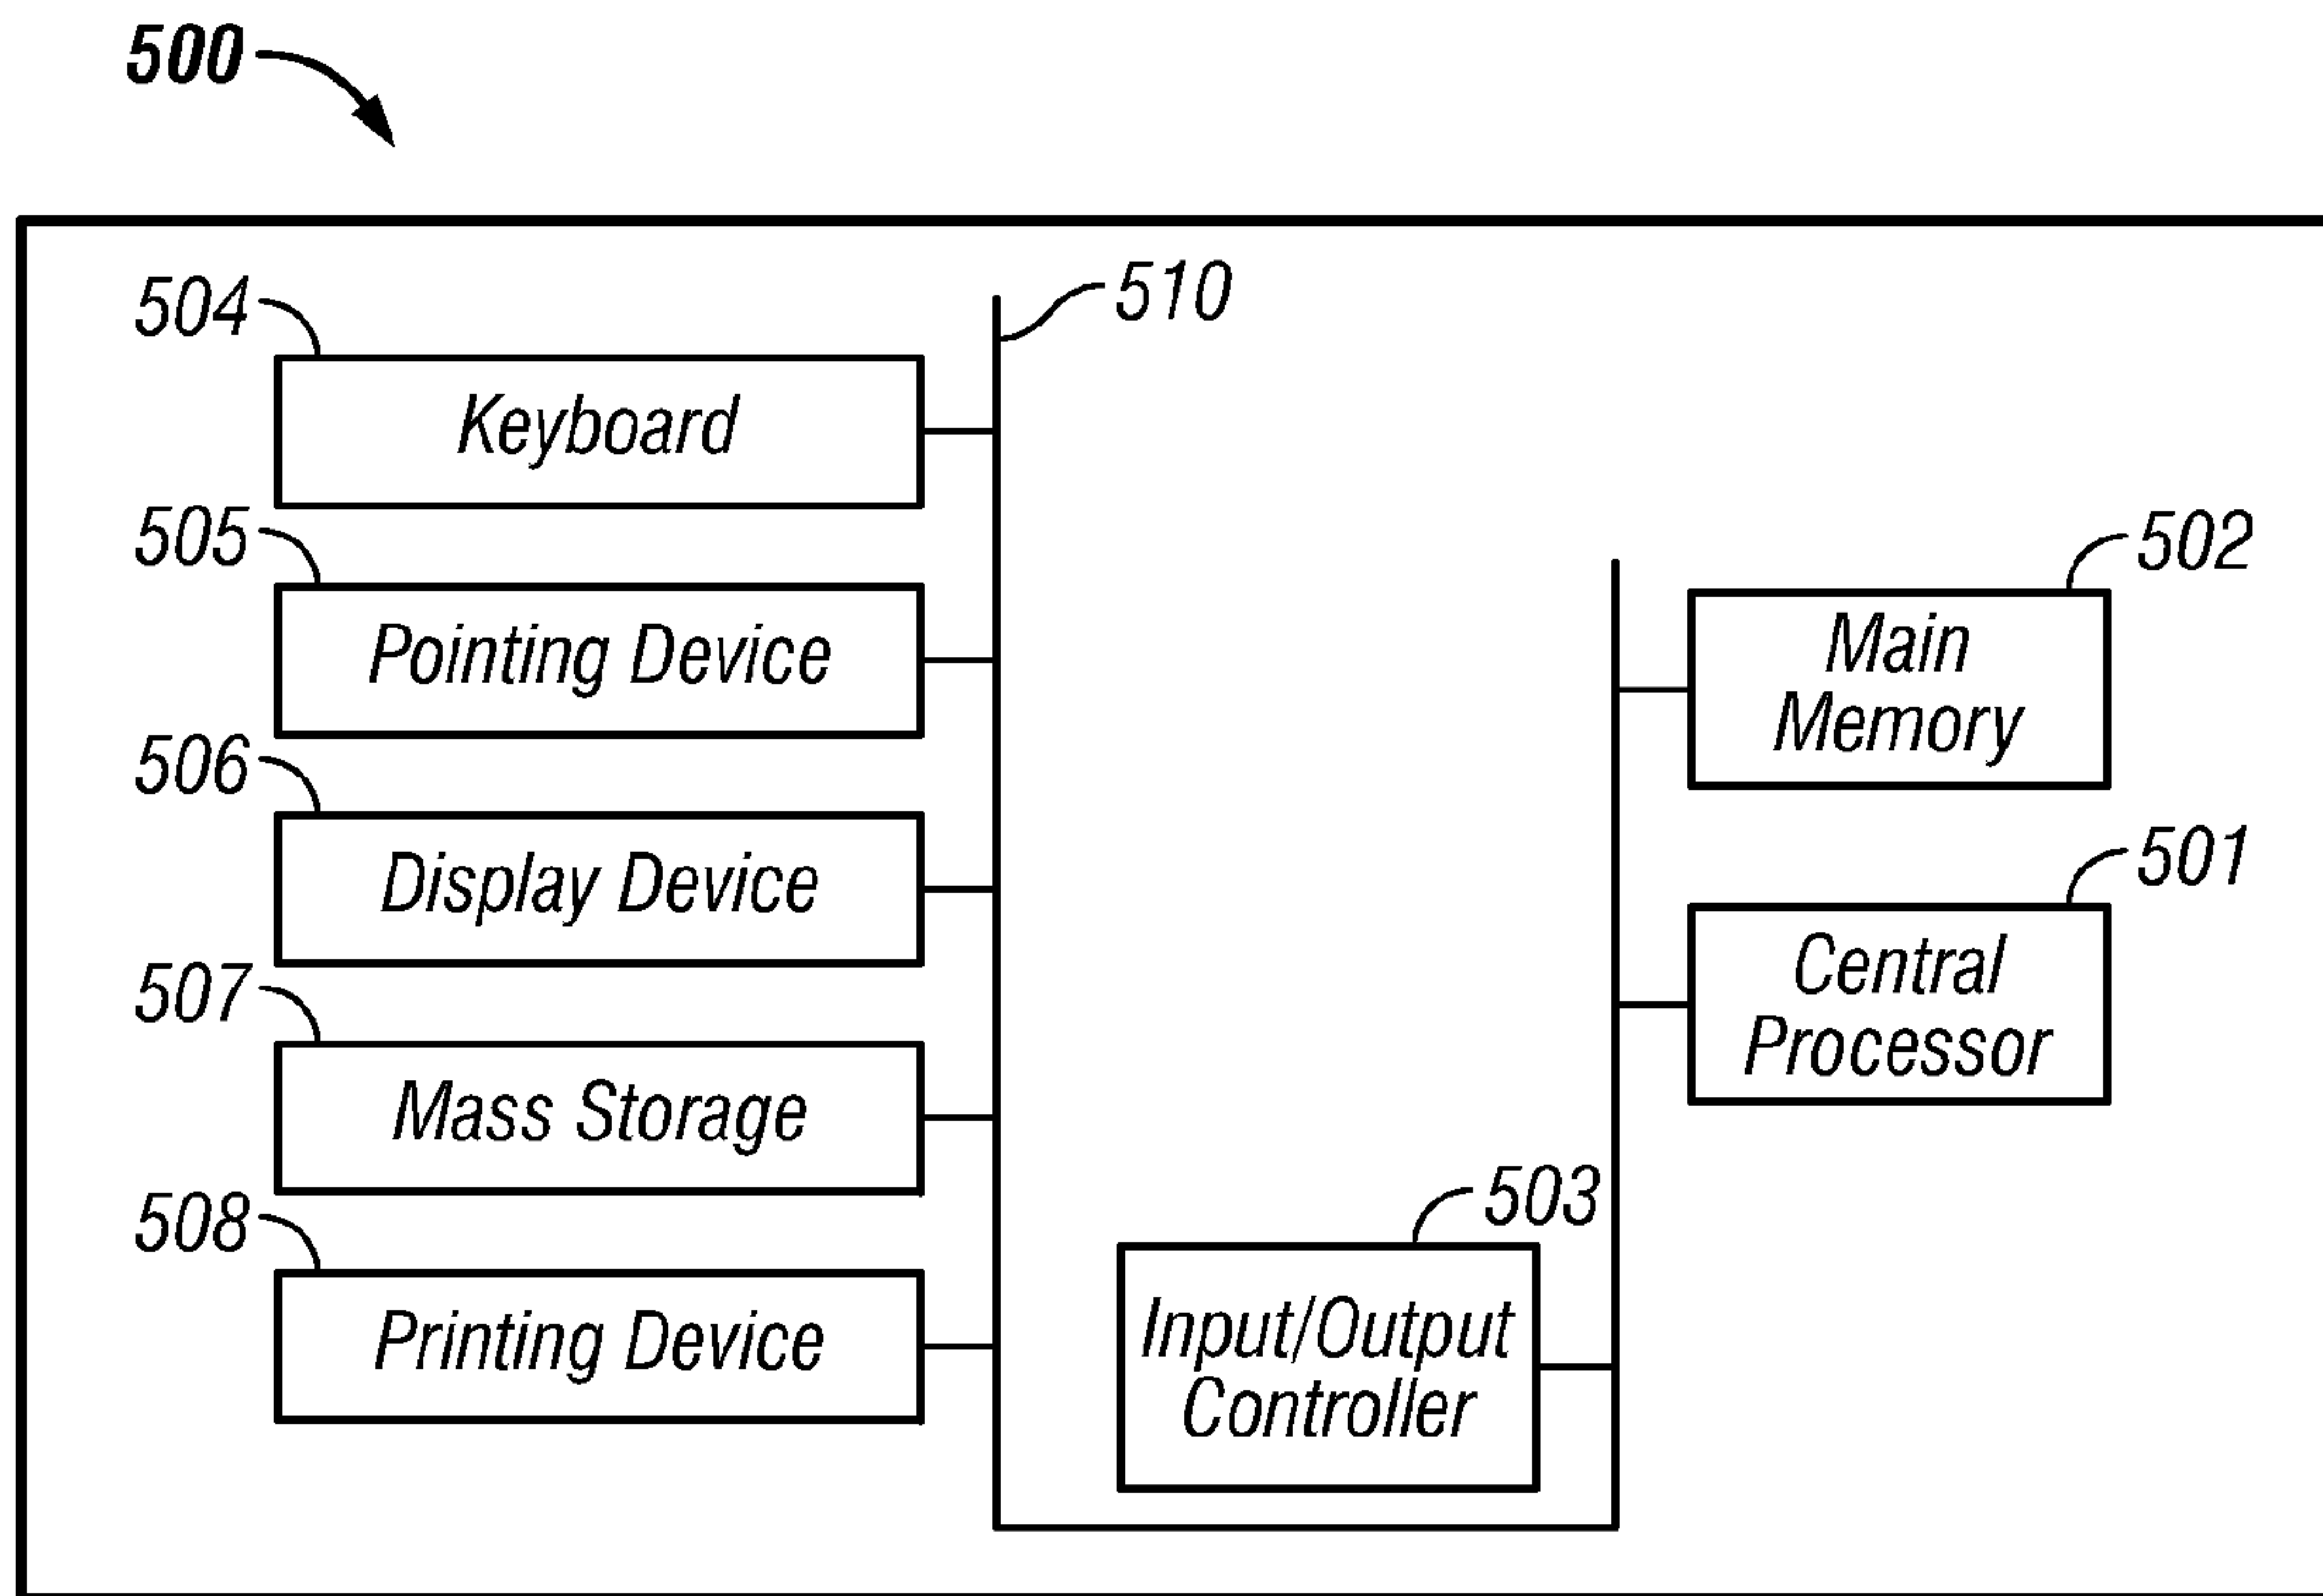 500
504
510
Keyboard
505
Pointing Device
502
Main
Memory
506
Display Device
501
Central
Processor
507
Mass Storage
503
508
Printing Device
Input/Output
Controller